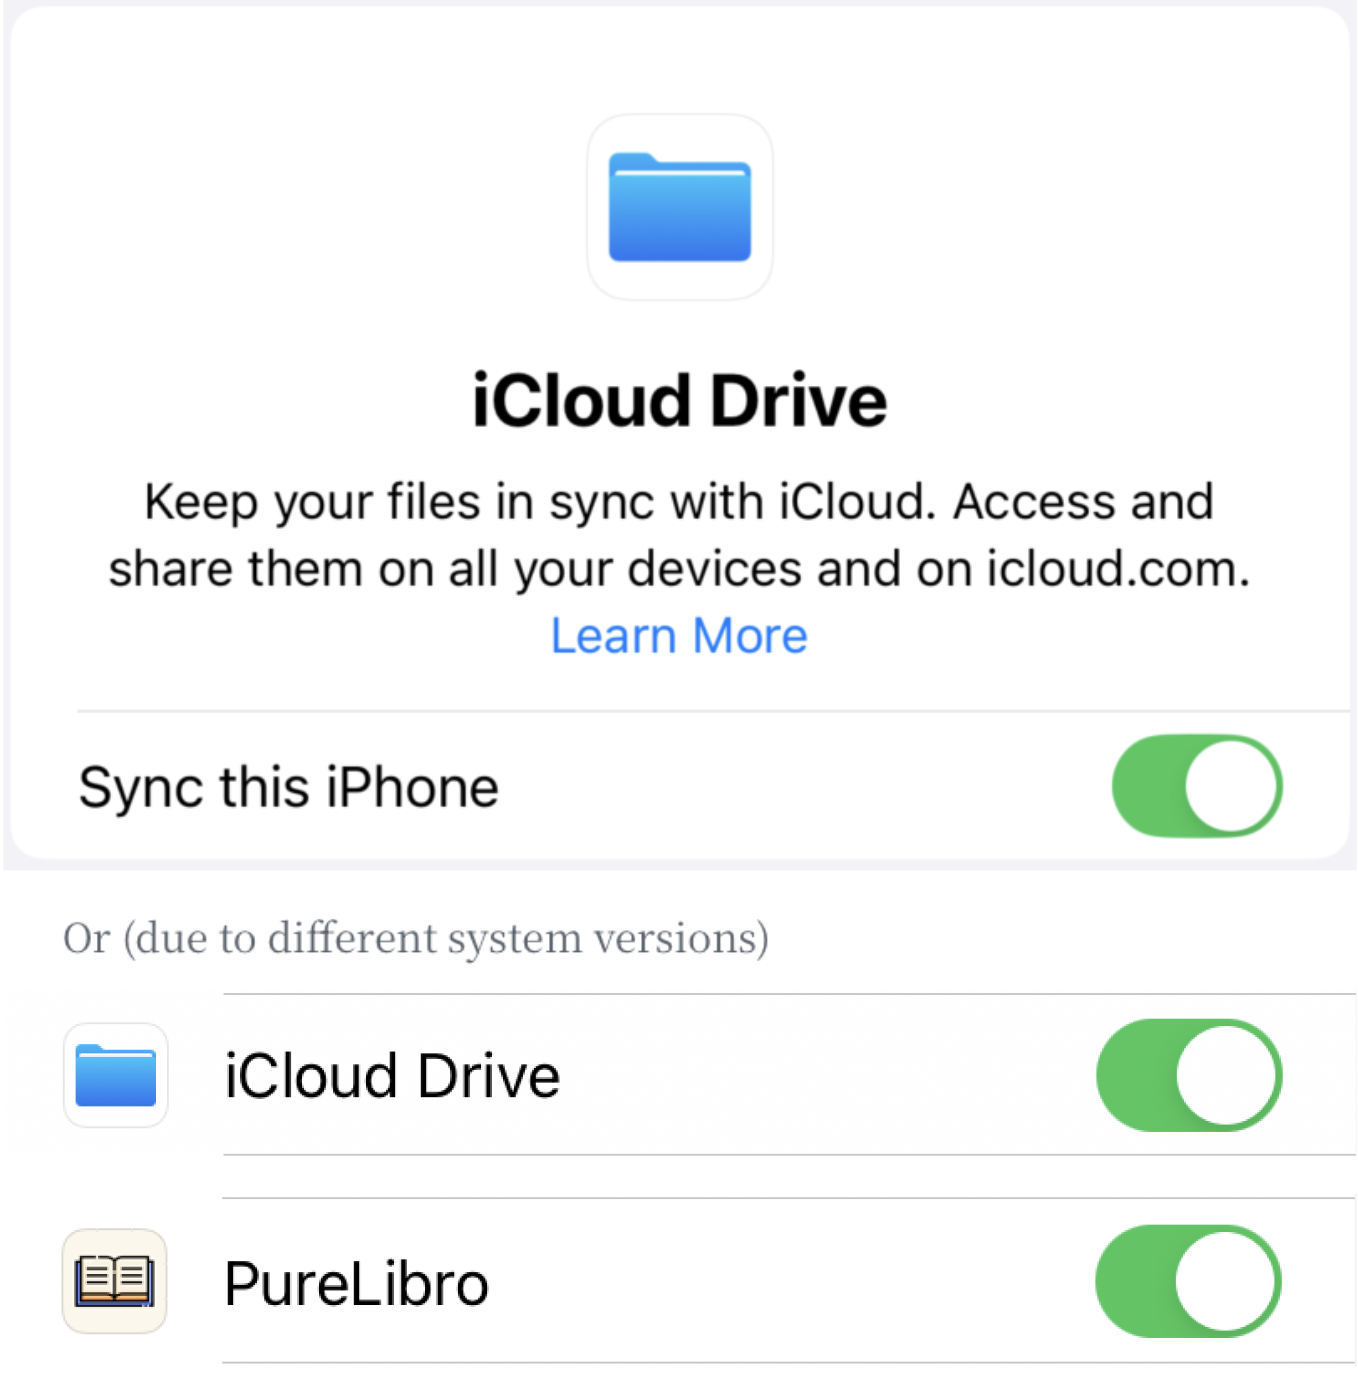 iCloud Drive
Keep your files in sync with iCloud. Access and
share them on all your devices and on icloud.com.
Learn More
Sync this iPhone
Or (due to different system versions)
iCloud Drive
PureLibro